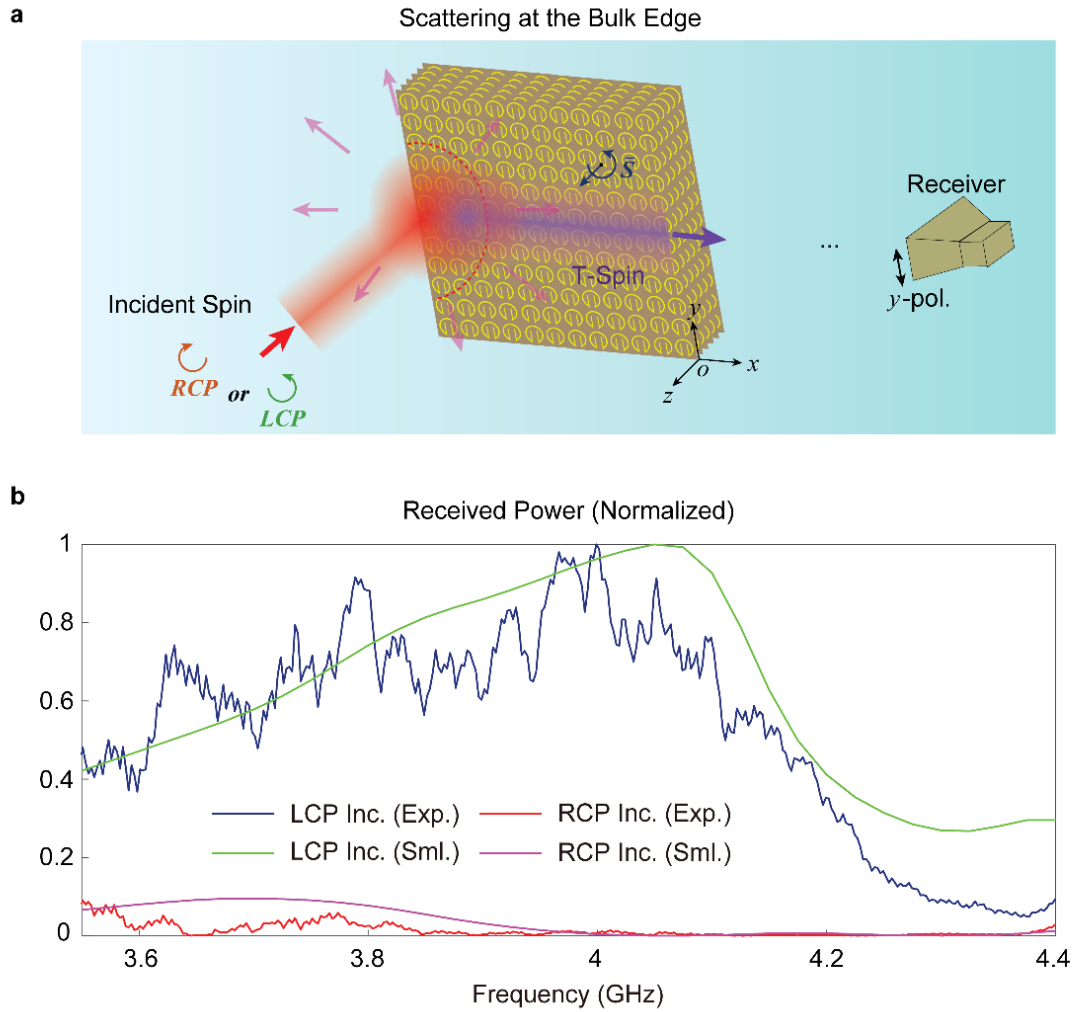 a
Scattering at the Bulk Edge
S̄
Receiver
...
T-Spin
y-pol.
Incident Spin
y
o
x
z
RCP or LCP
b
Received Power (Normalized)
1
0.8
0.6
0.4
0.2
0
LCP Inc. (Exp.)
RCP Inc. (Exp.)
LCP Inc. (Sml.)
RCP Inc. (Sml.)
3.6
3.8
4
4.2
4.4
Frequency (GHz)